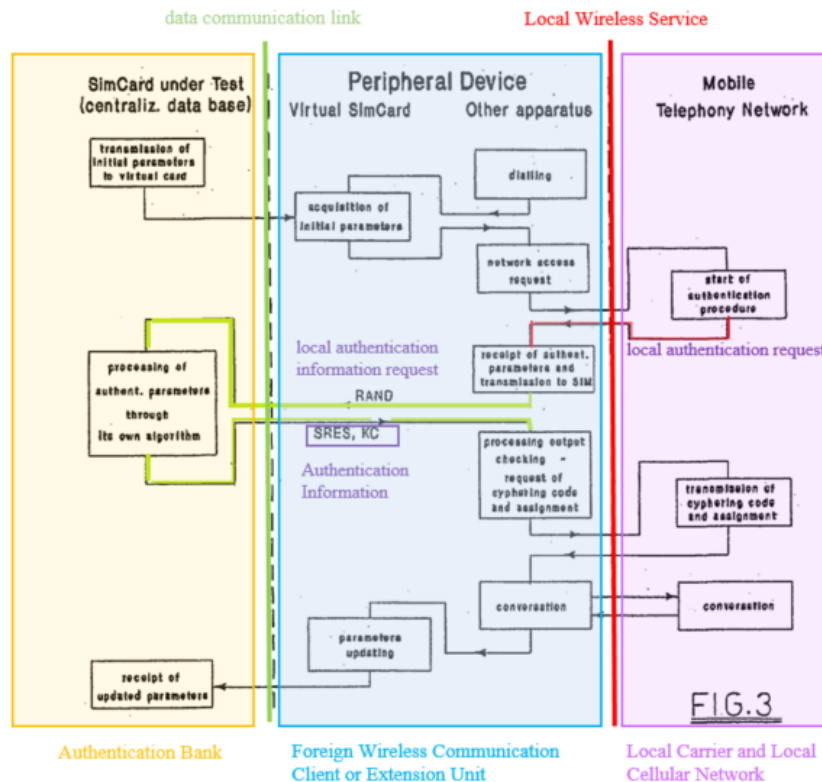 data communication link
Local Wireless Service
SimCard under Test
(centraliz. data base)
Peripheral Device
Virtual SimCard
Other apparatus
Mobile
Telephony Network
transmission of
initial parameters
to virtual card
dialling
acquisition of
initial parameters
network access
request
start of
authentication
procedure
local authentication
information request
receipt of authent.
parameters and
transmission to SIM
local authentication request
processing of
authent. parameters
through
its own algorithm
RAND
SRES, KC
Authentication
Information
processing output
checking -
request of
cyphering code
and assignment
transmission of
cyphering code
and assignment
conversation
conversation
parameters
updating
receipt of
updated parameters
FIG.3
Authentication Bank
Foreign Wireless Communication
Client or Extension Unit
Local Carrier and Local
Cellular Network